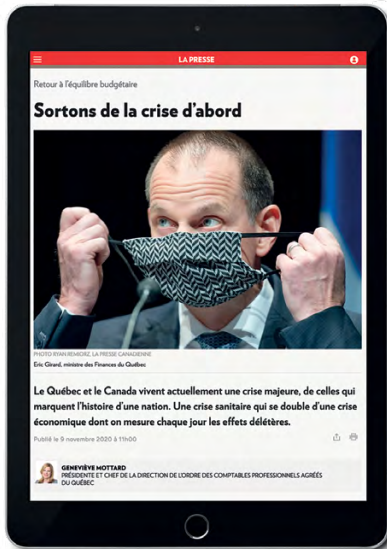 LA PRESSE
Retour à l'équilibre budgétaire
Sortons de la crise d'abord
PHOTO RYAN REMIORZ, LA PRESSE CANADIENNE
Eric Girard, ministre des Finances du Québec
Le Québec et le Canada vivent actuellement une crise majeure, de celles qui
marquent l'histoire d'une nation. Une crise sanitaire qui se double d'une crise
économique dont on mesure chaque jour les effets délétères.
Publié le 9 novembre 2020 à 11h00
GENEVIÈVE MOTTARD
PRÉSIDENTE ET CHEF DE LA DIRECTION DE L'ORDRE DES COMPTABLES PROFESSIONNELS AGRÉÉS
DU QUÉBEC